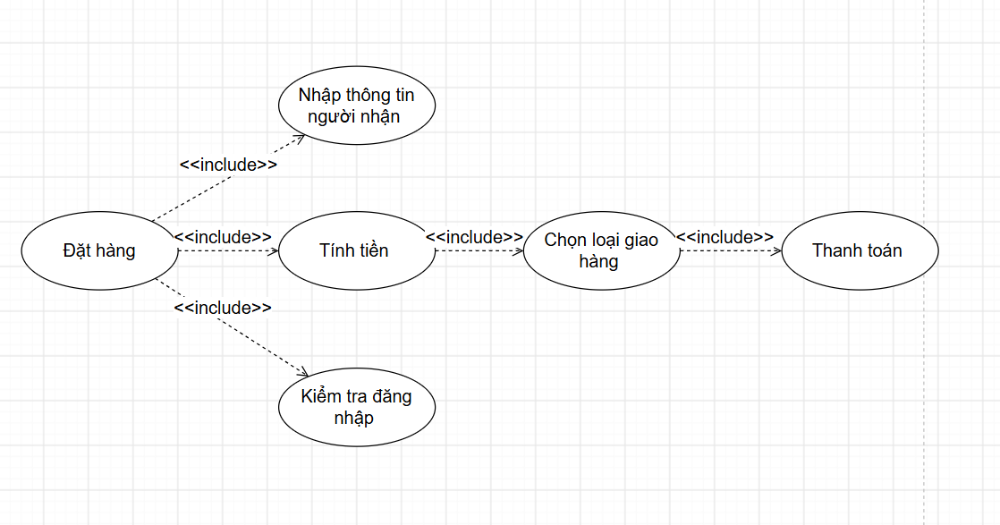 Nhập thông tin
người nhận
<<include>>
Đặt hàng
<<include>>
Tính tiền
<<include>>
Chọn loại giao
hàng
<<include>>
Thanh toán
<<include>>
Kiểm tra đăng
nhập